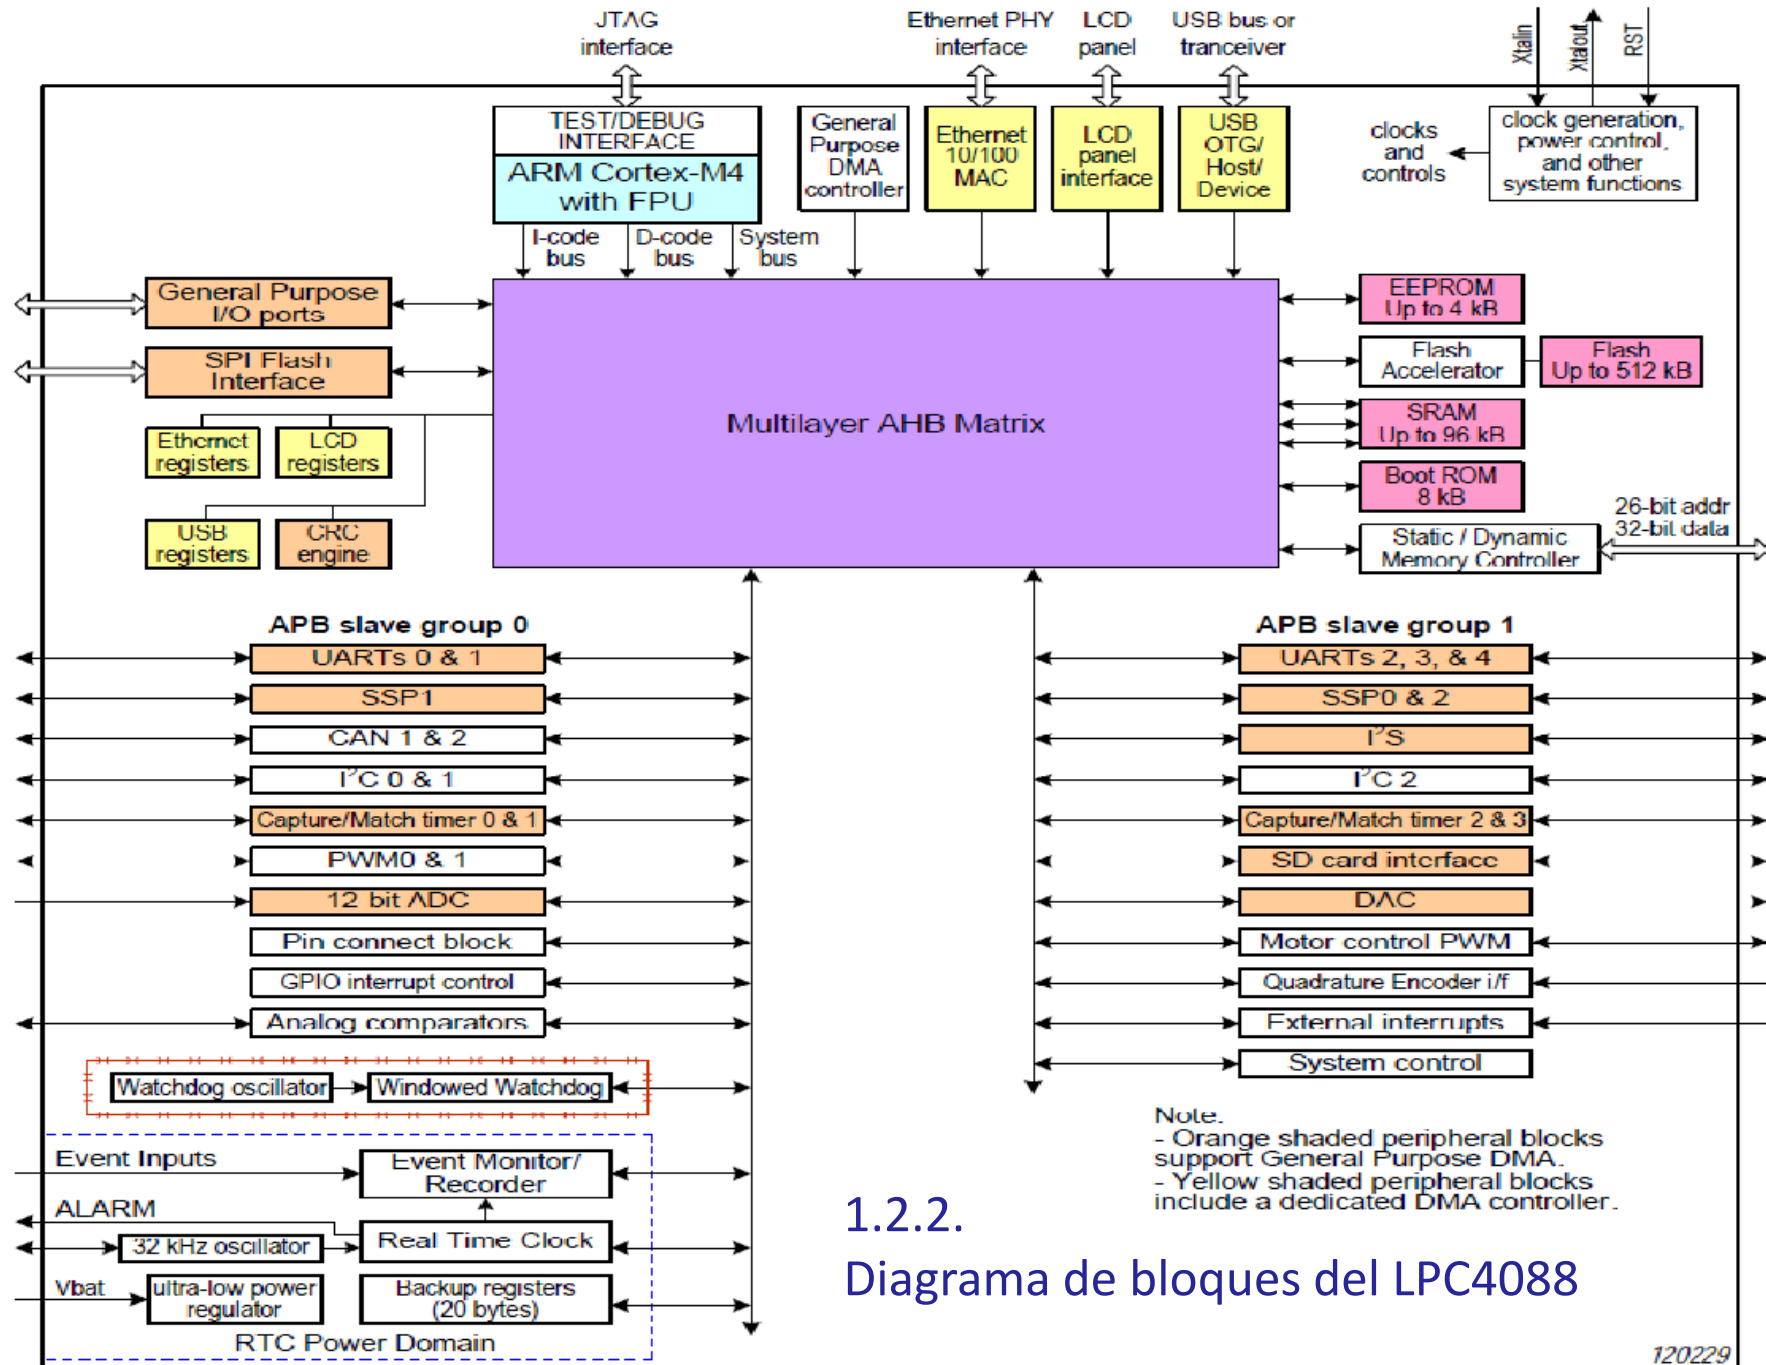 JTAG
interface
Ethernet PHY
interface
LCD
panel
USB bus or
tranceiver
Xtalin
Xtalout
RST
TEST/DEBUG
INTERFACE
ARM Cortex-M4
with FPU
General
Purpose
DMA
controller
Ethernet
10/100
MAC
LCD
panel
interface
USB
OTG/
Host/
Device
clocks
and
controls
clock generation,
power control,
and other
system functions
I-code
bus
D-code
bus
System
bus
General Purpose
I/O ports
SPI Flash
Interface
Ethernet
registers
LCD
registers
USB
registers
CRC
engine
Multilayer AHB Matrix
EEPROM
Up to 4 kB
Flash
Accelerator
Flash
Up to 512 kB
SRAM
Up to 96 kB
Boot ROM
8 kB
Static / Dynamic
Memory Controller
26-bit addr
32-bit data
APB slave group 0
UARTs 0 & 1
SSP1
CAN 1 & 2
I²C 0 & 1
Capture/Match timer 0 & 1
PWM0 & 1
12 bit ADC
Pin connect block
GPIO interrupt control
Analog comparators
Watchdog oscillator
Windowed Watchdog
Event Inputs
Event Monitor/
Recorder
ALARM
32 kHz oscillator
Real Time Clock
Vbat
ultra-low power
regulator
Backup registers
(20 bytes)
RTC Power Domain
APB slave group 1
UARTs 2, 3, & 4
SSP0 & 2
I²S
I²C 2
Capture/Match timer 2 & 3
SD card interface
DAC
Motor control PWM
Quadrature Encoder i/f
External interrupts
System control
Note.
- Orange shaded peripheral blocks
support General Purpose DMA.
- Yellow shaded peripheral blocks
include a dedicated DMA controller.
1.2.2.
Diagrama de bloques del LPC4088
120229